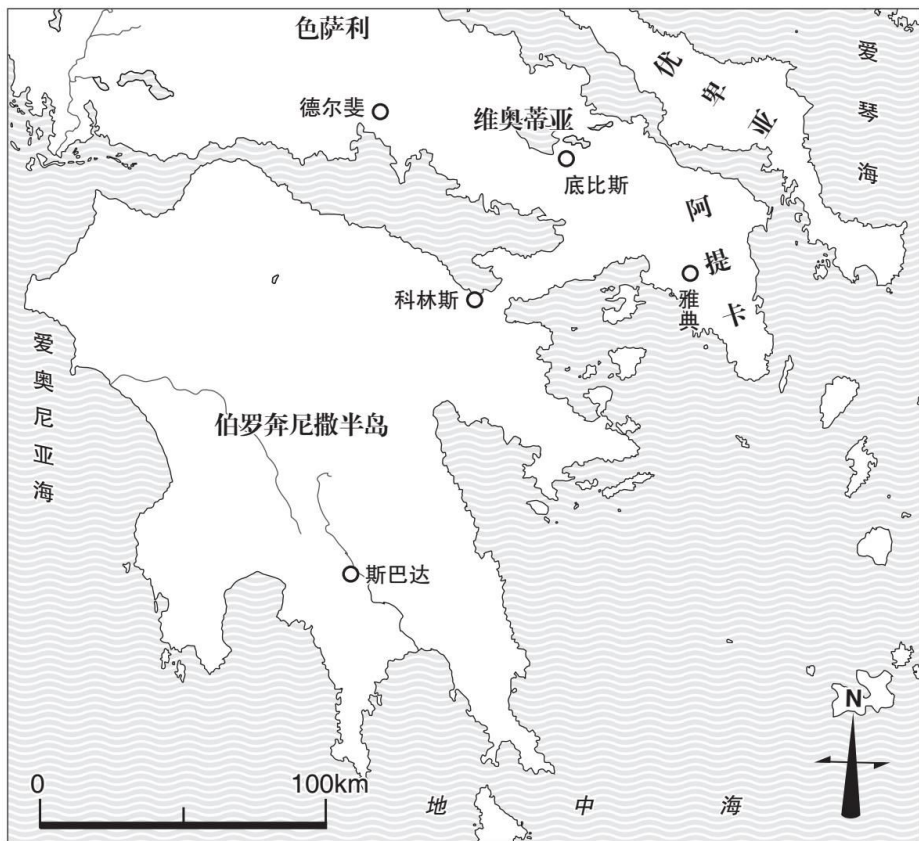 色萨利
德尔斐
维奥蒂亚
优卑亚
爱琴海
底比斯
阿提卡
雅典
科林斯
爱奥尼亚海
伯罗奔尼撒半岛
斯巴达
N
0
100km
地中海